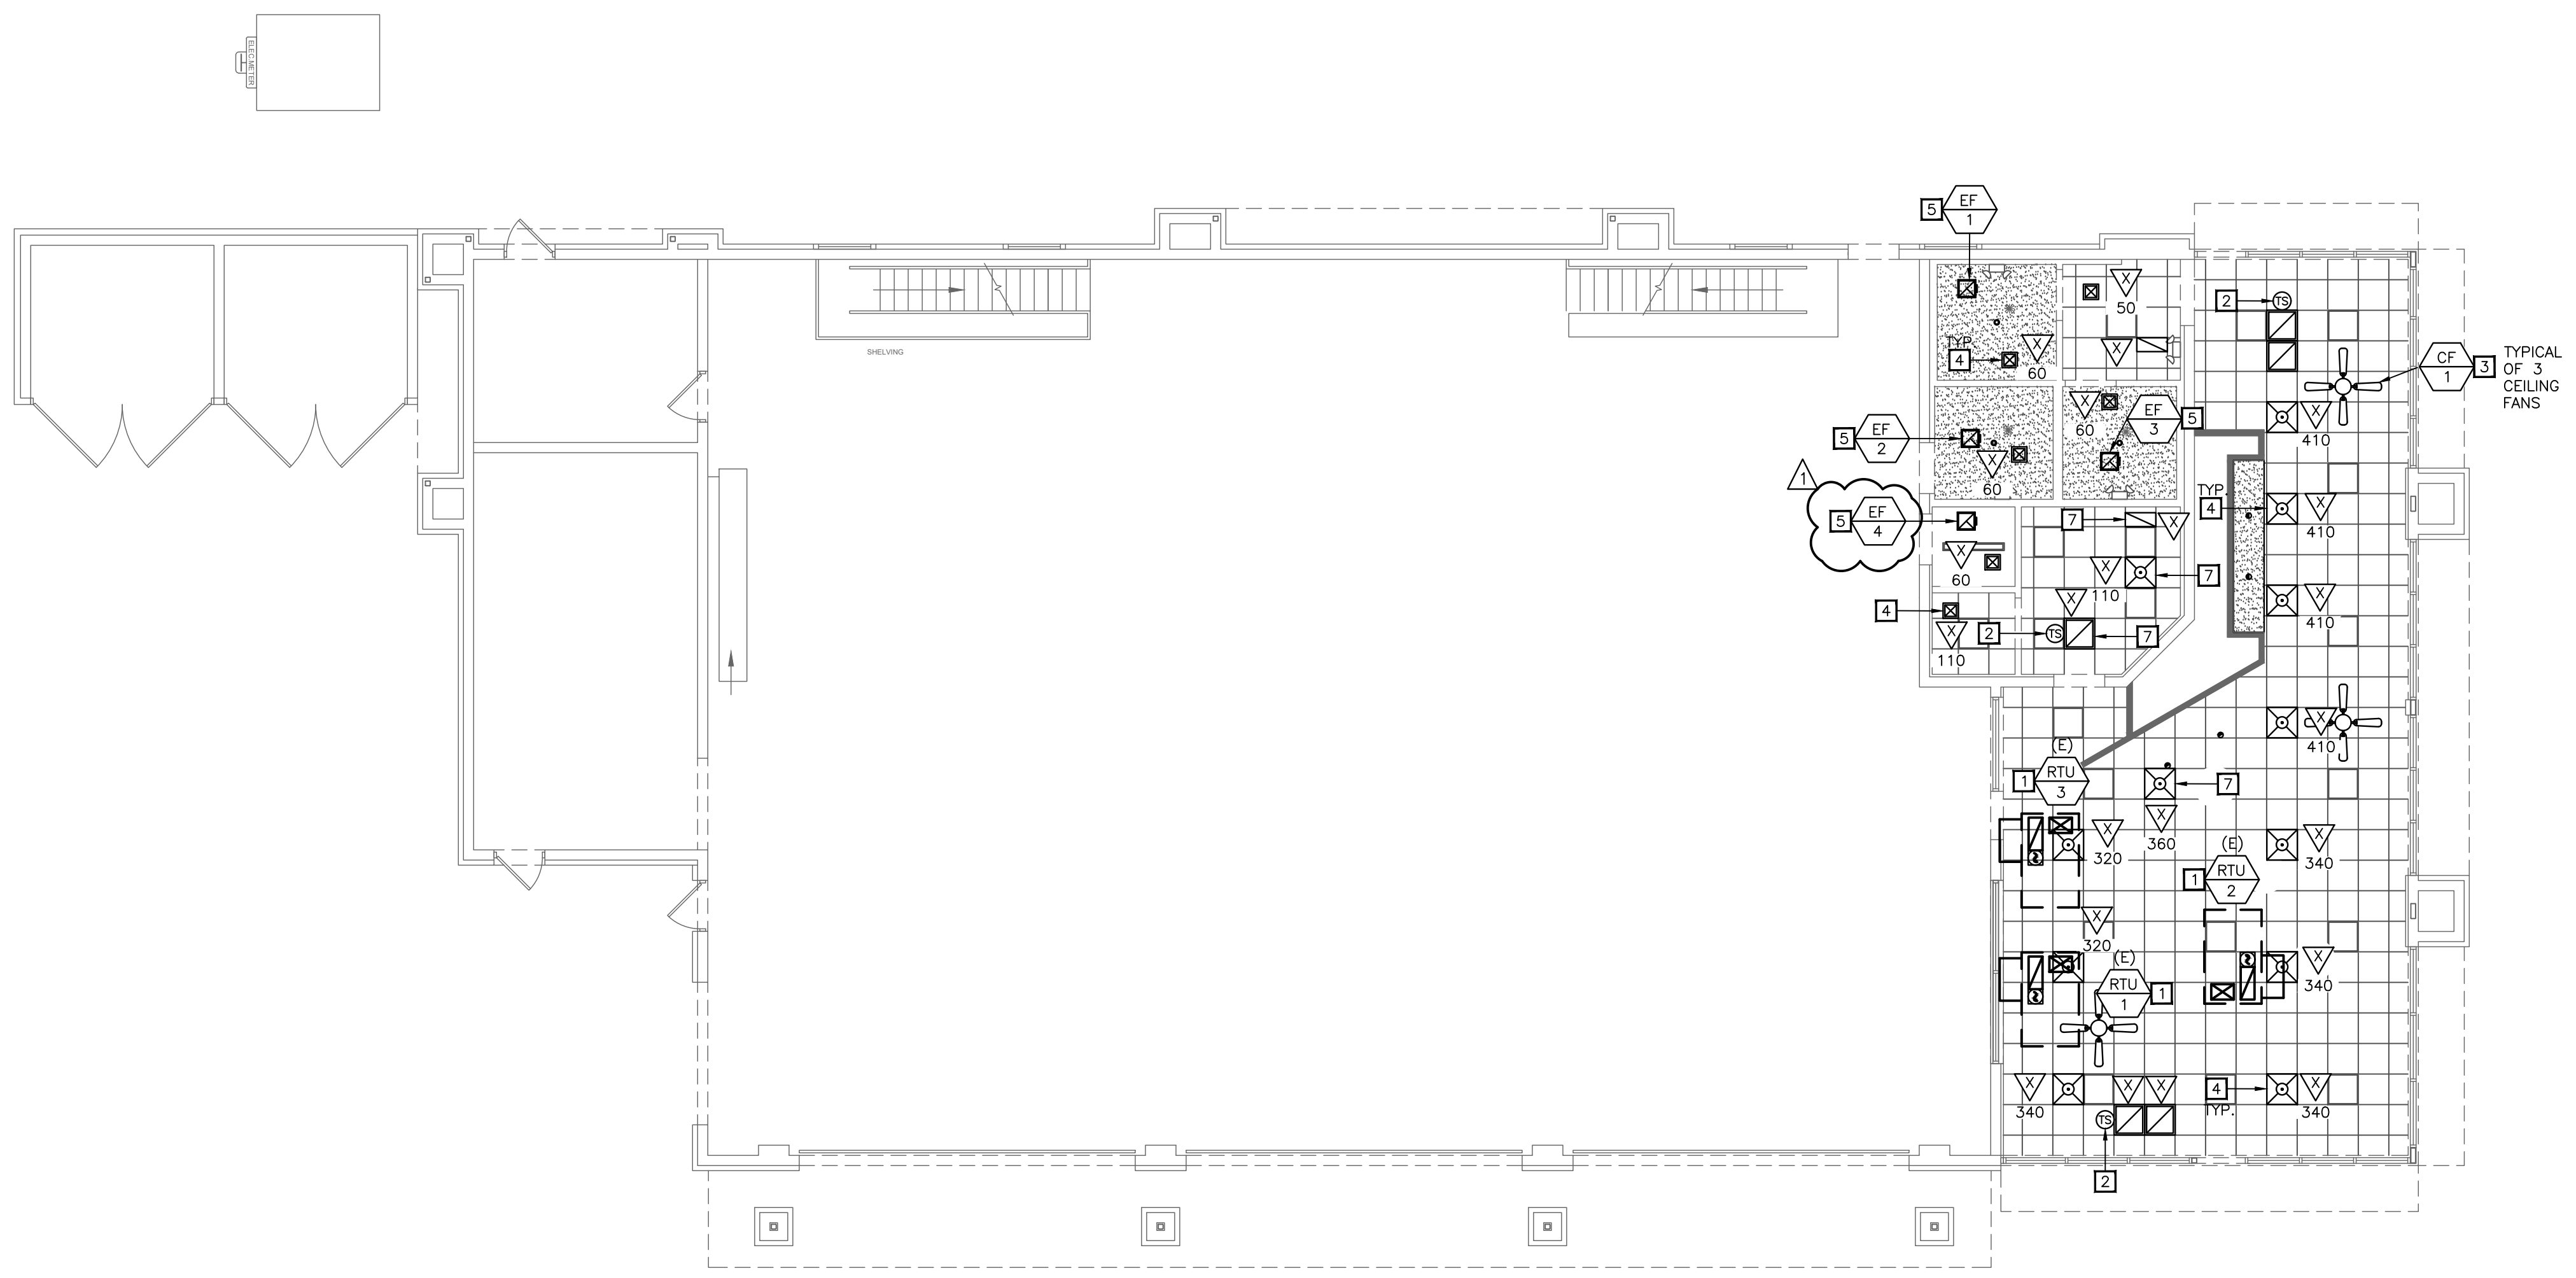 ELEC.METER
EF
1
5
X
50
2
TS
TYP.
4
X
60
X
CF
1
3
TYPICAL
OF 3
CEILING
FANS
SHELVING
X
60
EF
3
5
X
410
5
EF
2
X
60
1
5
EF
4
TYP.
4
X
410
7
X
X
60
X
110
7
4
X
X
410
X
110
2
TS
7
X
410
(E)
RTU
3
1
7
X
320
X
360
X
340
(E)
RTU
2
1
X
320
X
340
(E)
RTU
1
1
X
340
X
X
4
TYP.
X
340
TS
2